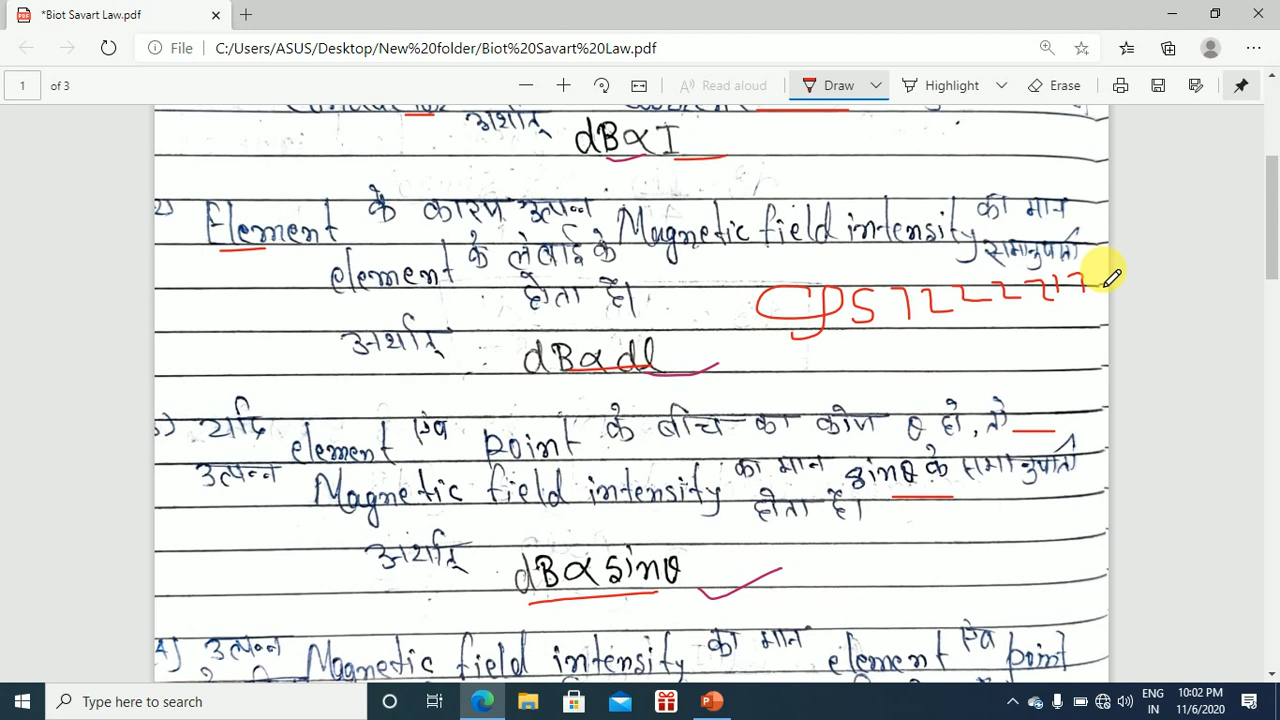 *Biot Savart Law.pdf
File C:/Users/ASUS/Desktop/New%20folder/Biot%20Savart%20Law.pdf
1 of 3 Read aloud Draw Highlight Erase
अर्थात्
dB∝I
2) Element के कारण उत्पन्न Magnetic field intensity का मान
element के लंबाई के समानुपाती
होता है।
अर्थात्
dB∝dl
3) यदि element एवं point के बीच का कोण θ हो, तो
उत्पन्न Magnetic field intensity का मान sinθ के समानुपाती
होता है।
अर्थात्
dB∝sinθ
4) उत्पन्न Magnetic field intensity का मान element एवं point
Type here to search
ENG
IN
10:02 PM
11/6/2020